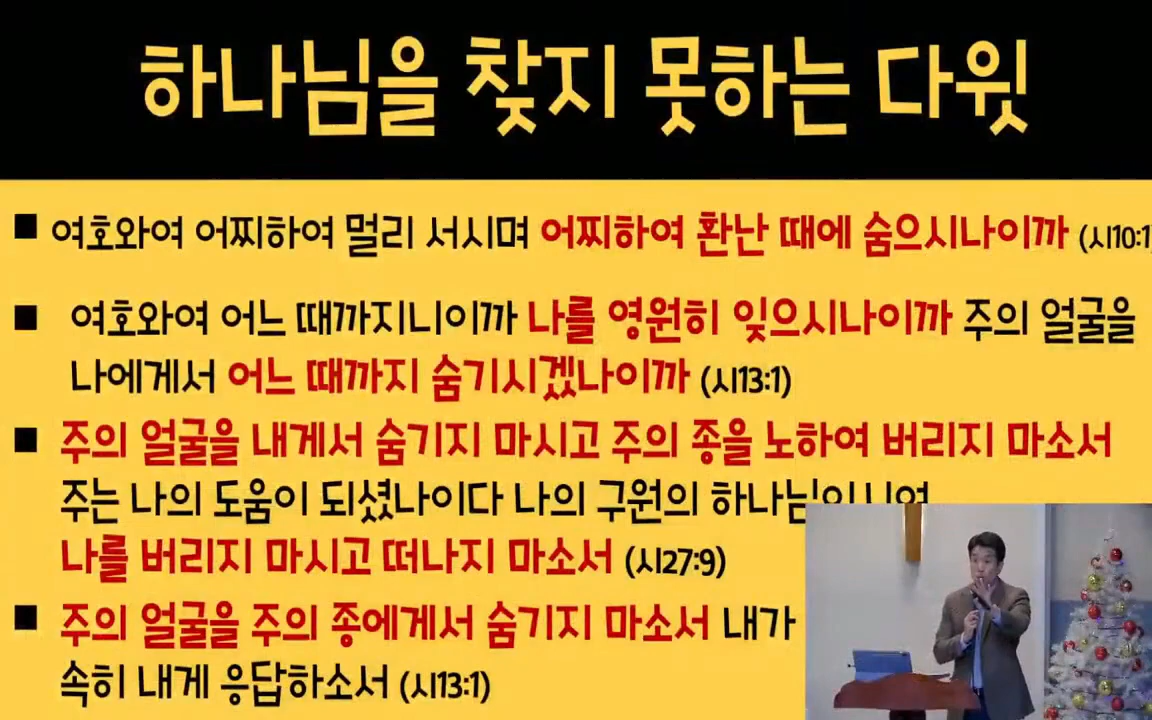 하나님을 찾지 못하는 다윗
■ 여호와여 어찌하여 멀리 서시며 어찌하여 환난 때에 숨으시나이까 (시10:1
■ 여호와여 어느 때까지니이까 나를 영원히 잊으시나이까 주의 얼굴을
나에게서 어느 때까지 숨기시겠나이까 (시13:1)
■ 주의 얼굴을 내게서 숨기지 마시고 주의 종을 노하여 버리지 마소서
주는 나의 도움이 되셨나이다 나의 구원의 하나님이니여
나를 버리지 마시고 떠나지 마소서 (시27:9)
■ 주의 얼굴을 주의 종에게서 숨기지 마소서 내가
속히 내게 응답하소서 (시13:1)